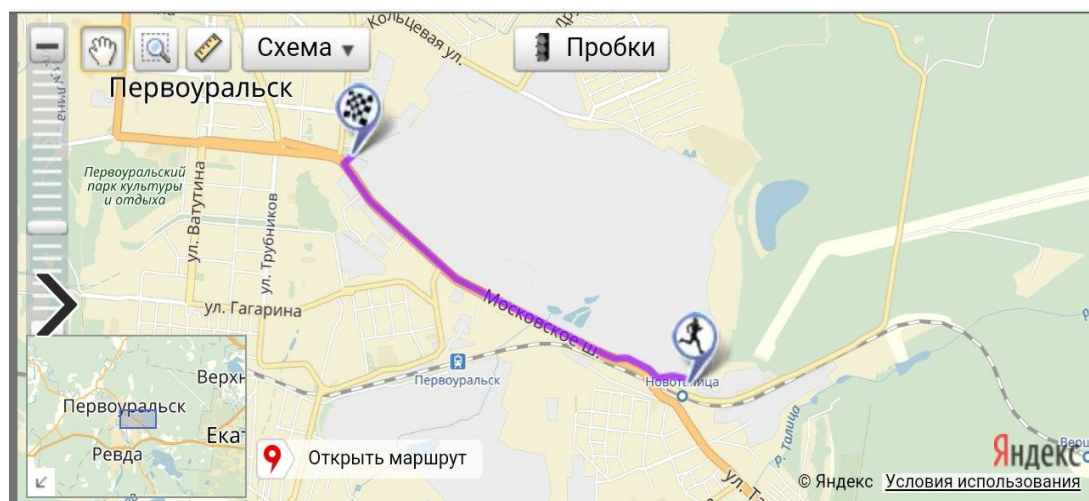 Кольцевая ул.
Схема
Пробки
Первоуральск
Первоуральский
парк культуры
и отдыха
ул. Ватутина
ул. Трубников
ул. Гагарина
Московское ш.
Первоуральск
Новоталица
р. Талица
Верхн
Первоуральск
Ека
Ревда
Открыть маршрут
Яндекс
© Яндекс Условия использования